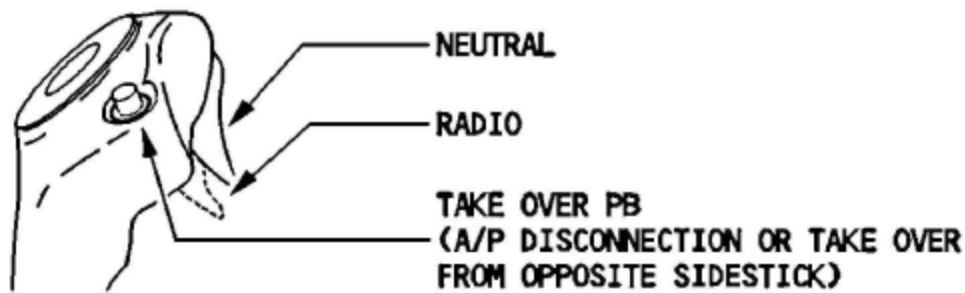 NEUTRAL
RADIO
TAKE OVER PB
(A/P DISCONNECTION OR TAKE OVER
FROM OPPOSITE SIDESTICK)